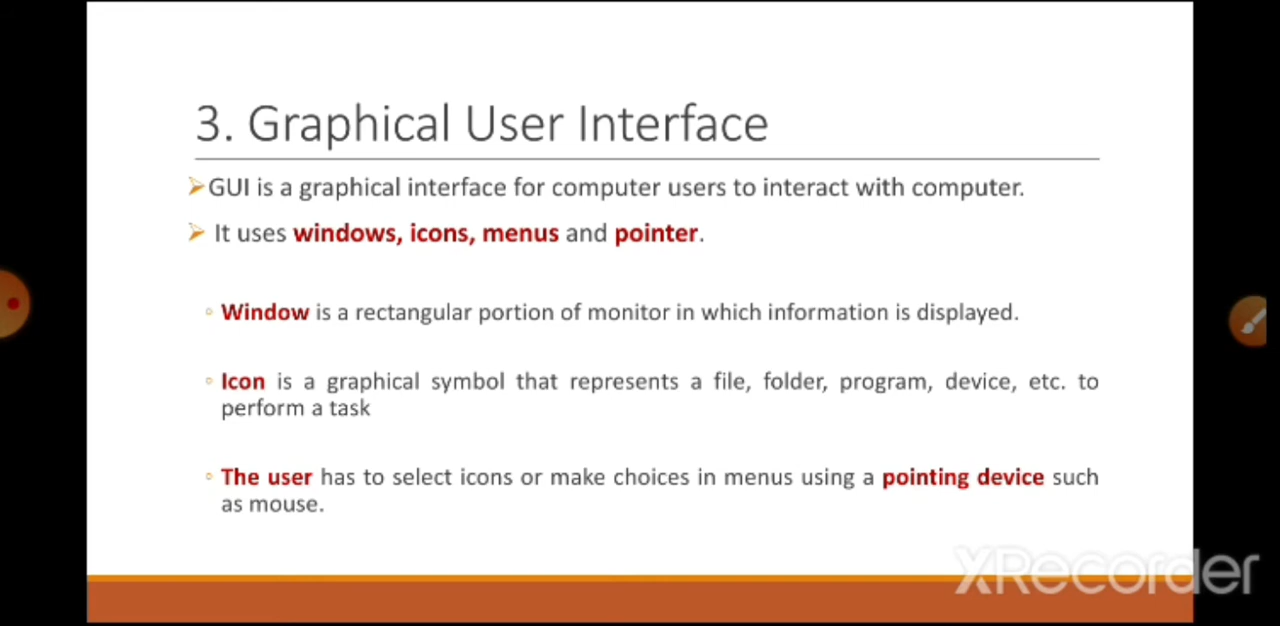 3. Graphical User Interface
GUI is a graphical interface for computer users to interact with computer.
It uses windows, icons, menus and pointer.
Window is a rectangular portion of monitor in which information is displayed.
Icon is a graphical symbol that represents a file, folder, program, device, etc. to
perform a task
The user has to select icons or make choices in menus using a pointing device such
as mouse.
XRecorder